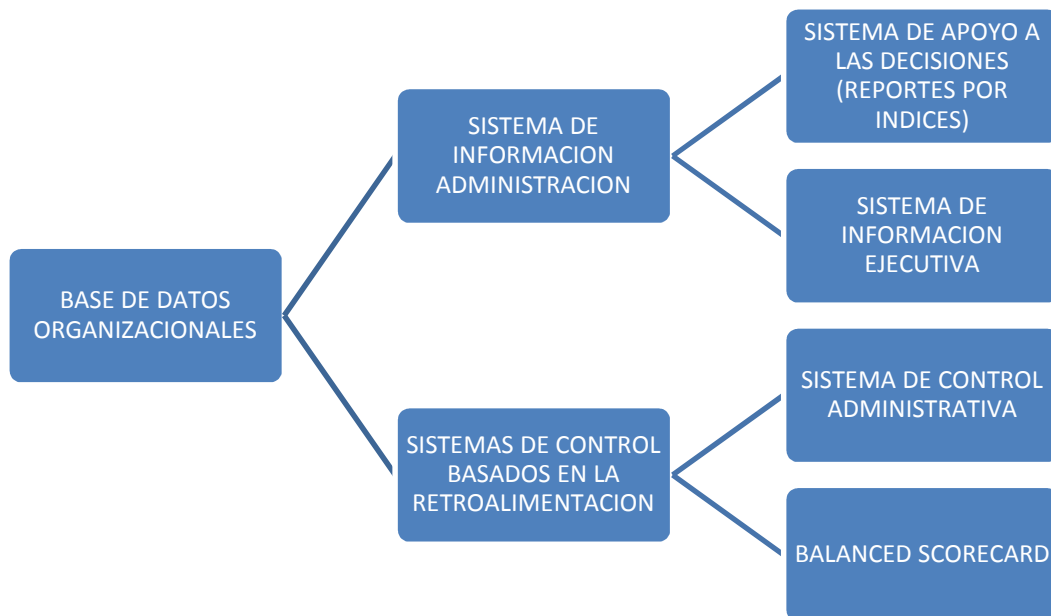 BASE DE DATOS
ORGANIZACIONALES
SISTEMA DE
INFORMACION
ADMINISTRACION
SISTEMA DE APOYO A
LAS DECISIONES
(REPORTES POR
INDICES)
SISTEMA DE
INFORMACION
EJECUTIVA
SISTEMAS DE CONTROL
BASADOS EN LA
RETROALIMENTACION
SISTEMA DE CONTROL
ADMINISTRATIVA
BALANCED SCORECARD